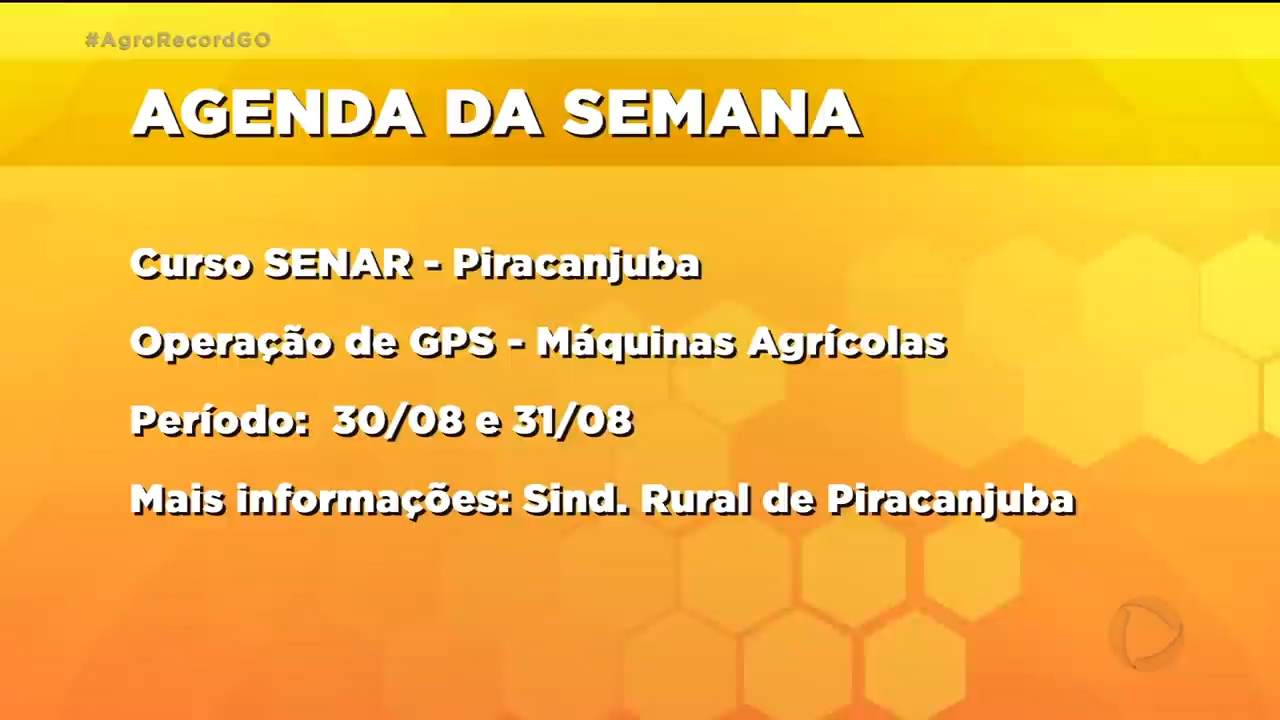 #AgroRecordGO
AGENDA DA SEMANA
Curso SENAR - Piracanjuba
Operação de GPS - Máquinas Agrícolas
Período: 30/08 e 31/08
Mais informações: Sind. Rural de Piracanjuba